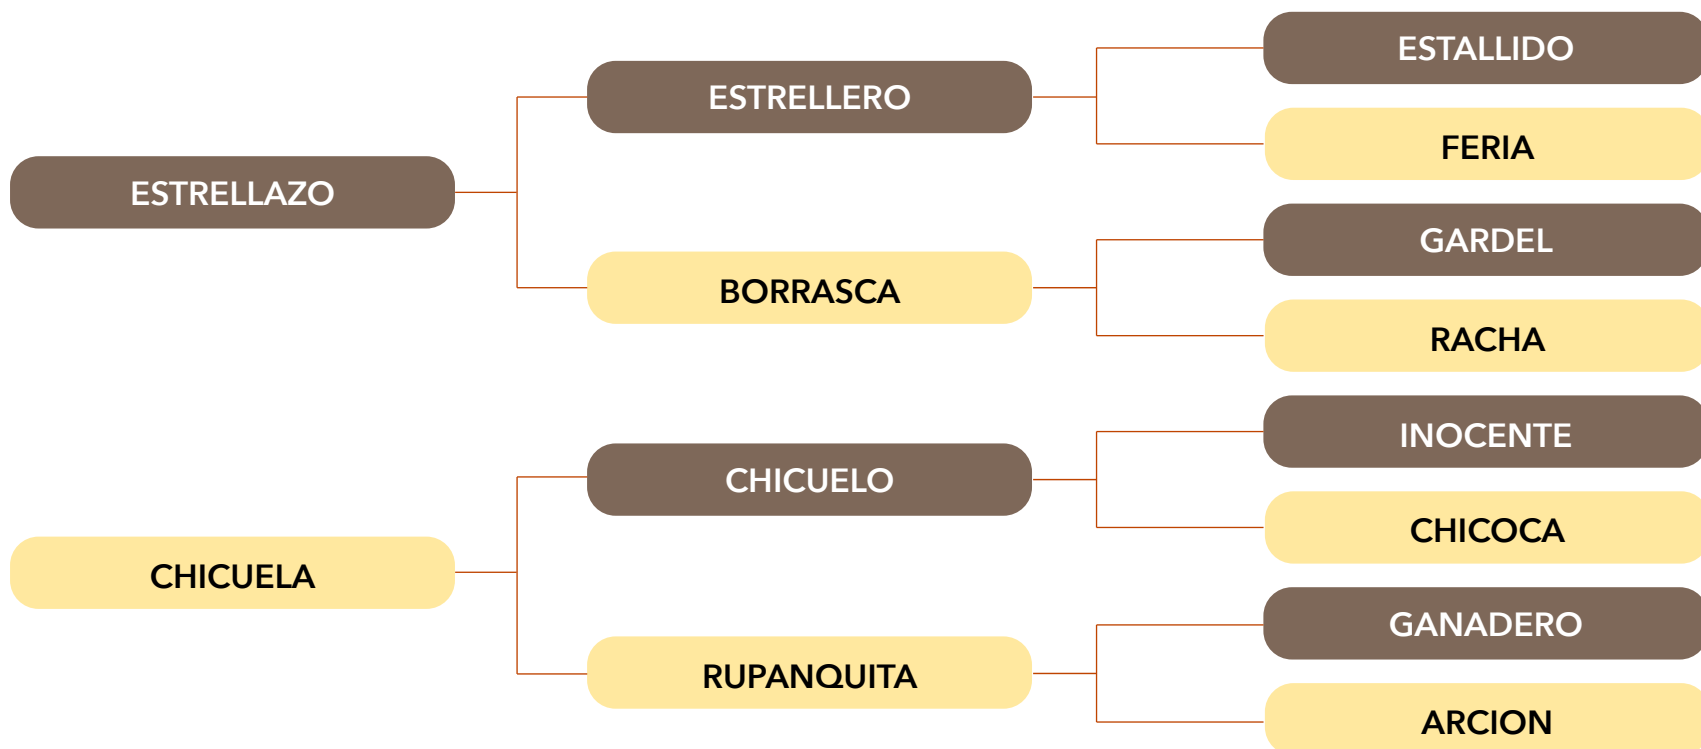 ESTALLIDO
ESTRELLERO
FERIA
ESTRELLAZO
GARDEL
BORRASCA
RACHA
INOCENTE
CHICUELO
CHICOCA
CHICUELA
GANADERO
RUPANQUITA
ARCION